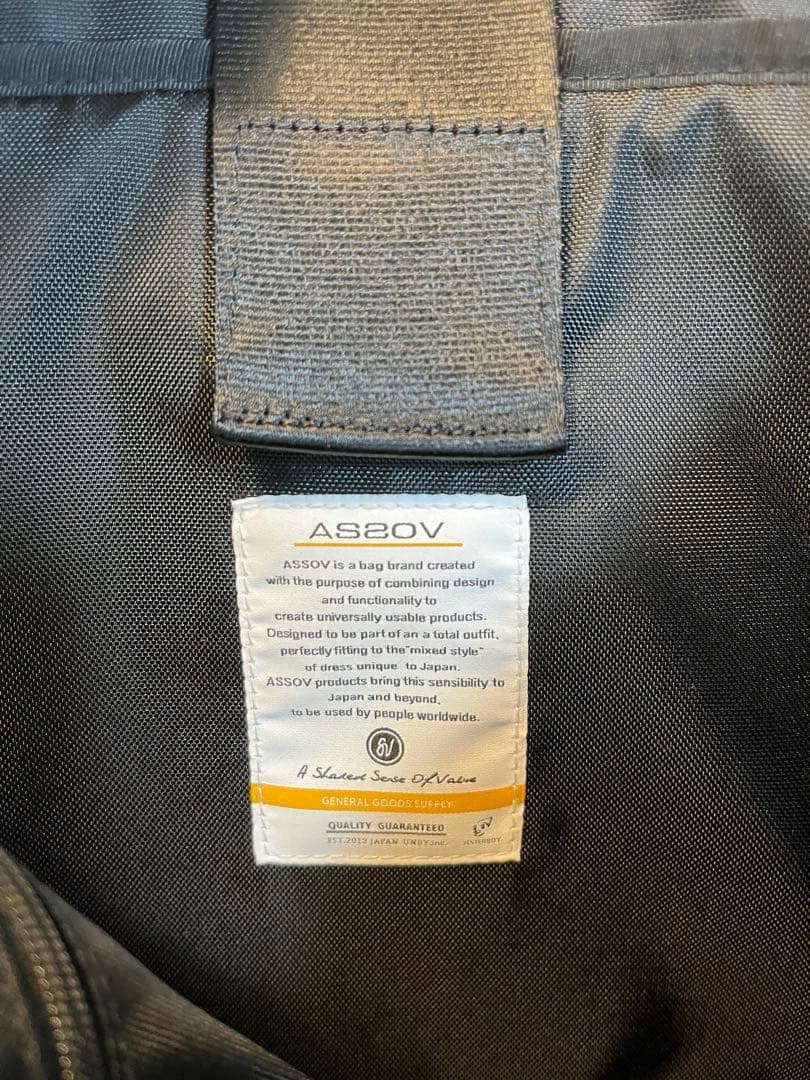 ASSOV
ASSOV is a bag brand created
with the purpose of combining design
and functionality to
create universally usable products.
Designed to be part of an a total outfit,
perfectly fitting to the "mixed style"
of dress unique to Japan.
ASSOV products bring this sensibility to
Japan and beyond,
to be used by people worldwide.
A Shared Sense Of Value
GENERAL GOODS SUPPLY
QUALITY GUARANTEED
EST.2013 JAPAN UNBY.inc.